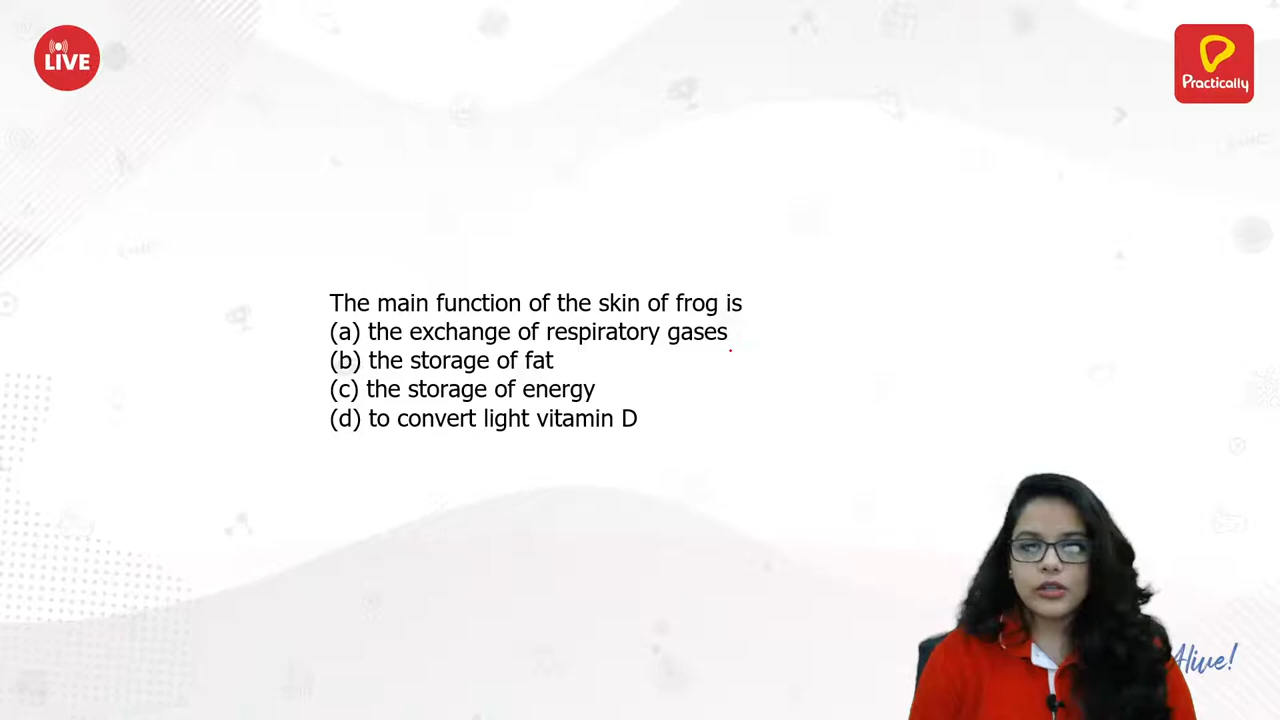 LIVE
Practically
The main function of the skin of frog is
(a) the exchange of respiratory gases
(b) the storage of fat
(c) the storage of energy
(d) to convert light vitamin D
Alive!